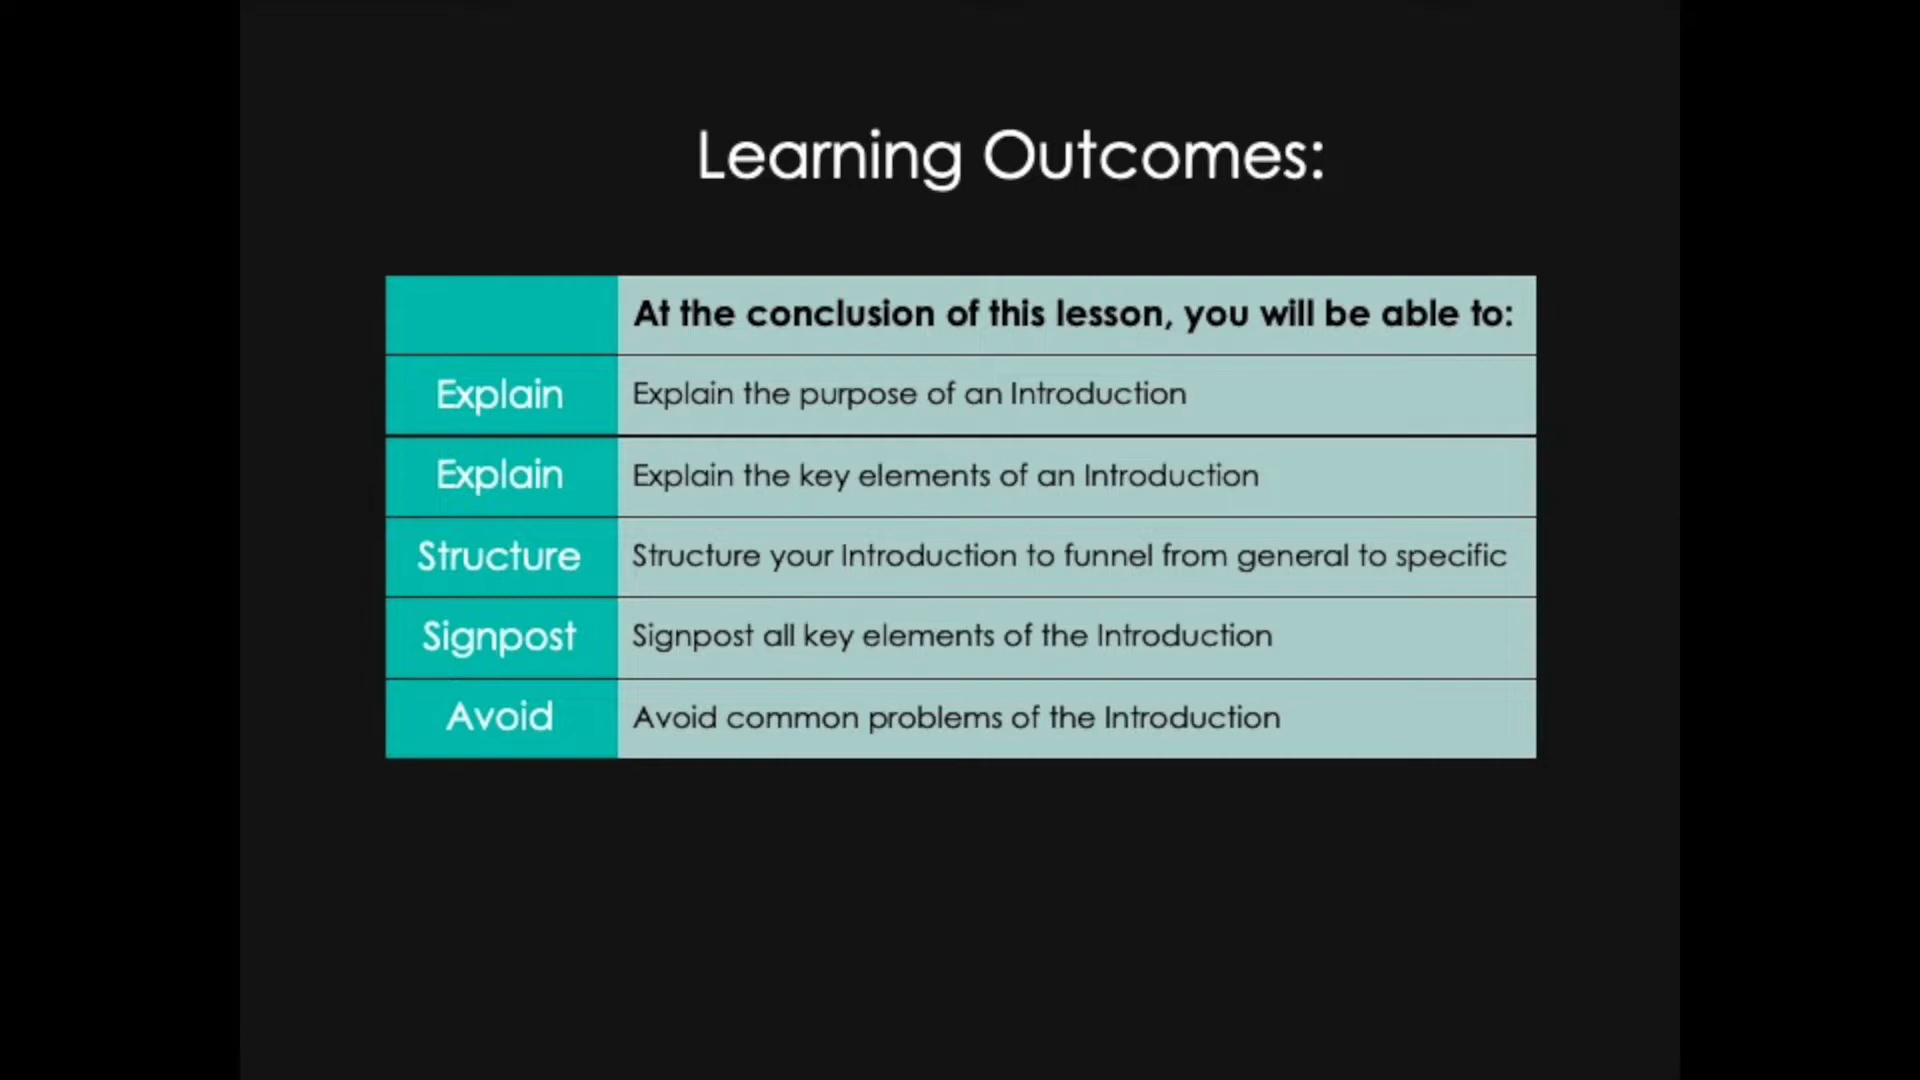 Learning Outcomes:
At the conclusion of this lesson, you will be able to:
Explain
Explain the purpose of an Introduction
Explain
Explain the key elements of an Introduction
Structure
Structure your Introduction to funnel from general to specific
Signpost
Signpost all key elements of the Introduction
Avoid
Avoid common problems of the Introduction